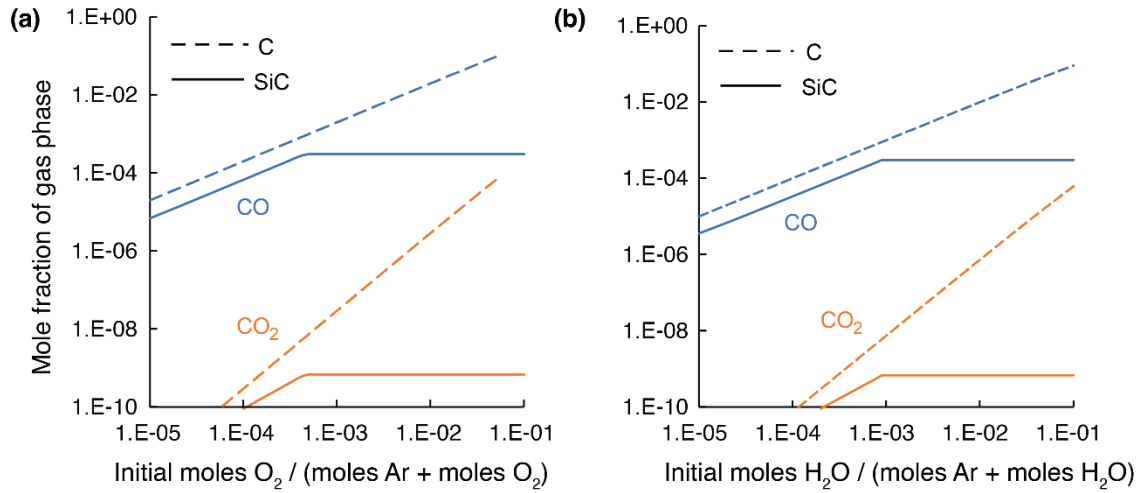 (a)
1.E+00
1.E-02
1.E-04
1.E-06
1.E-08
1.E-10
Mole fraction of gas phase
C
SiC
CO
CO2
1.E-05 1.E-04 1.E-03 1.E-02 1.E-01
Initial moles O2 / (moles Ar + moles O2)
(b)
1.E+00
1.E-02
1.E-04
1.E-06
1.E-08
1.E-10
C
SiC
CO
CO2
1.E-05 1.E-04 1.E-03 1.E-02 1.E-01
Initial moles H2O / (moles Ar + moles H2O)